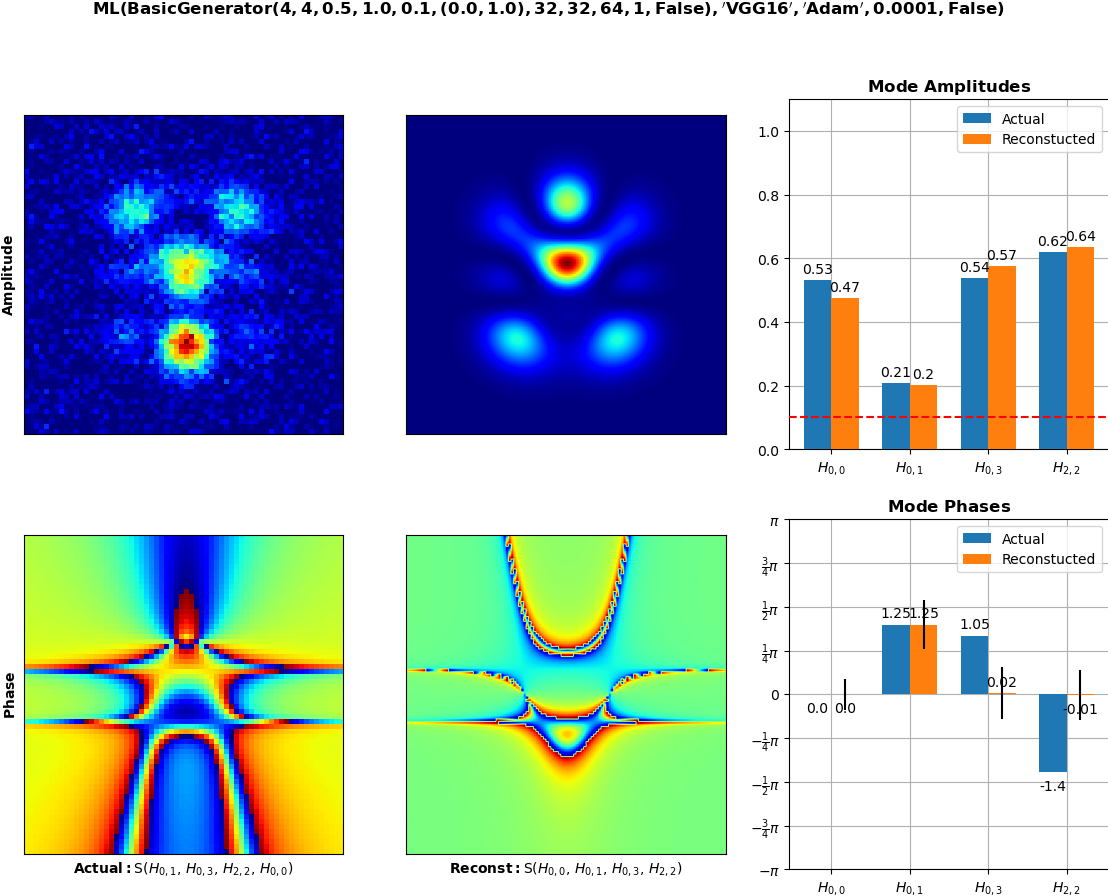 ML(BasicGenerator(4, 4, 0.5, 1.0, 0.1, (0.0, 1.0), 32, 32, 64, 1, False), 'VGG16', 'Adam', 0.0001, False)
Amplitude
Mode Amplitudes
Actual
Reconstucted
1.0
0.8
0.6
0.4
0.2
0.0
0.53
0.47
0.21
0.2
0.54
0.57
0.62
0.64
H0,0
H0,1
H0,3
H2,2
Phase
Actual: S(H0,1, H0,3, H2,2, H0,0)
Reconst: S(H0,0, H0,1, H0,3, H2,2)
Mode Phases
Actual
Reconstucted
π
3/4π
1/2π
1/4π
0
−1/4π
−1/2π
−3/4π
−π
0.0
0.0
1.25
1.25
1.05
0.02
-1.4
-0.01
H0,0
H0,1
H0,3
H2,2